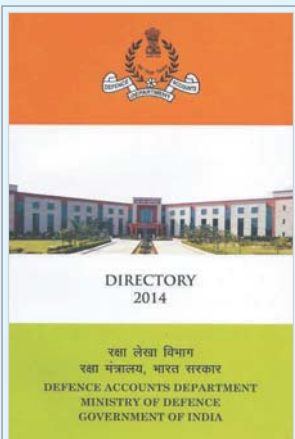 DEFENCE ACCOUNTS
DEPARTMENT
DIRECTORY
2014
रक्षा लेखा विभाग
रक्षा मंत्रालय, भारत सरकार
DEFENCE ACCOUNTS DEPARTMENT
MINISTRY OF DEFENCE
GOVERNMENT OF INDIA